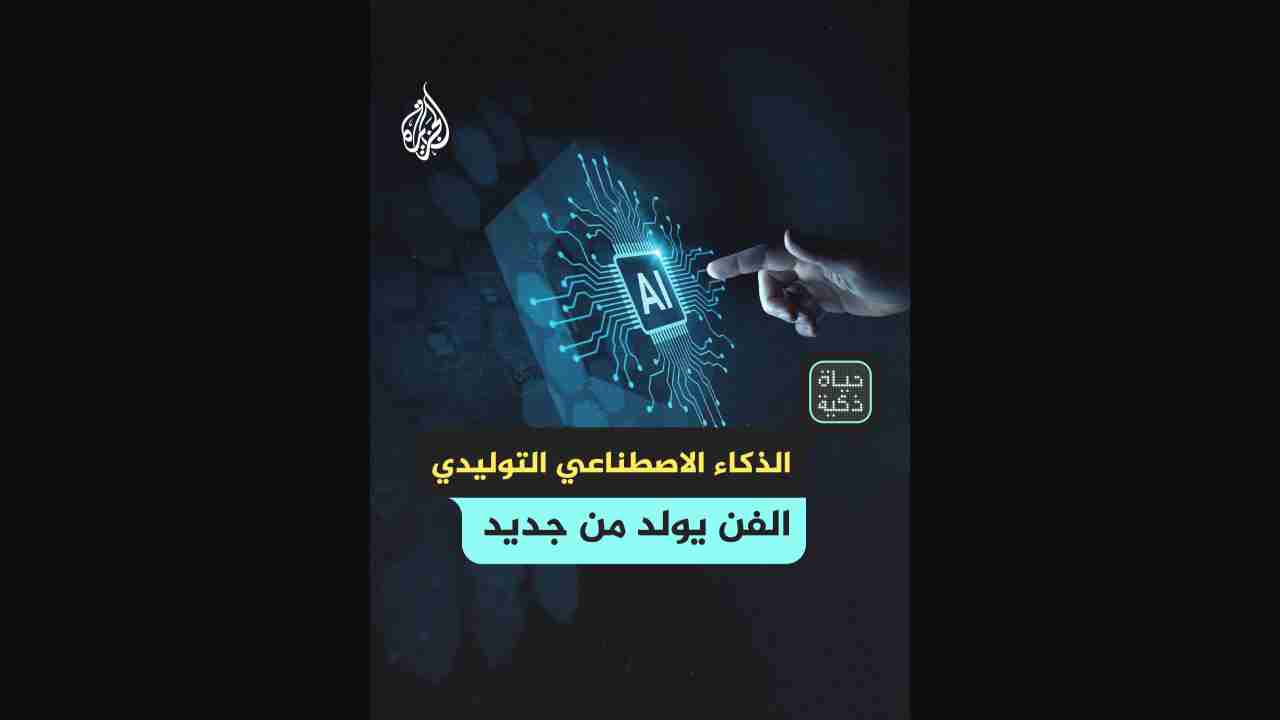 الجزيرة
AI
حياة
ذكية
الذكاء الاصطناعي التوليدي
الفن يولد من جديد